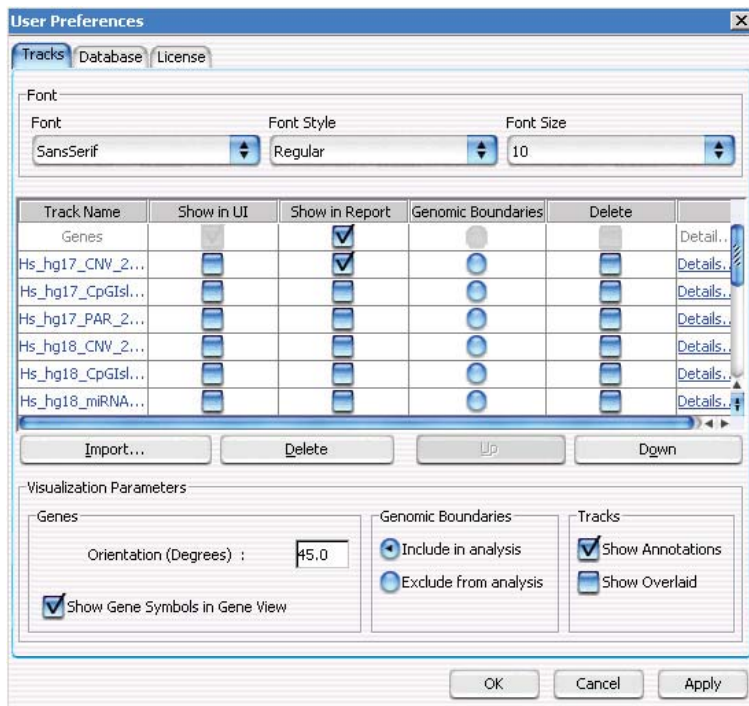 User Preferences
Tracks Database License
Font
Font Font Style Font Size
SansSerif Regular 10
Track Name Show in UI Show in Report Genomic Boundaries Delete
Genes Detail..
Hs_hg17_CNV_2... Details..
Hs_hg17_CpGIsl... Details..
Hs_hg17_PAR_2... Details..
Hs_hg18_CNV_2... Details..
Hs_hg18_CpGIsl... Details..
Hs_hg18_miRNA... Details..
Import... Delete Up Down
Visualization Parameters
Genes Genomic Boundaries Tracks
Orientation (Degrees) : 45.0 Include in analysis Show Annotations
Exclude from analysis Show Overlaid
Show Gene Symbols in Gene View
OK Cancel Apply